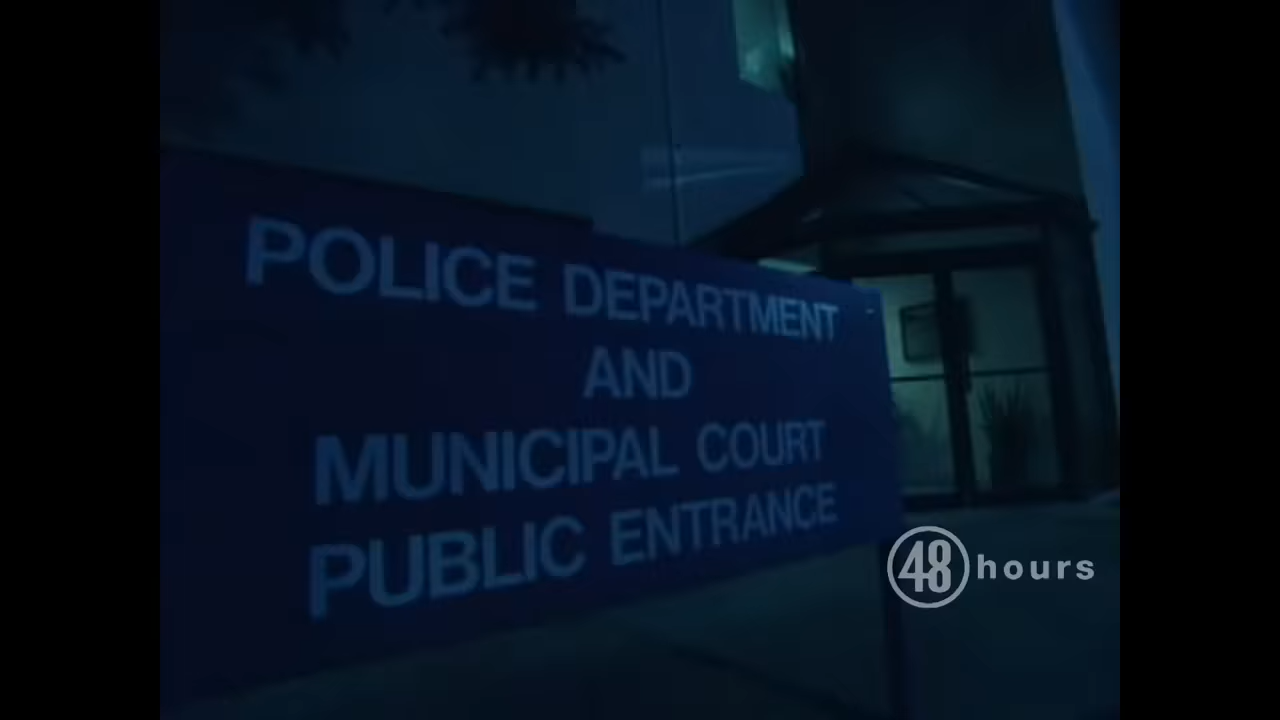 POLICE DEPARTMENT
AND
MUNICIPAL COURT
PUBLIC ENTRANCE
48 hours